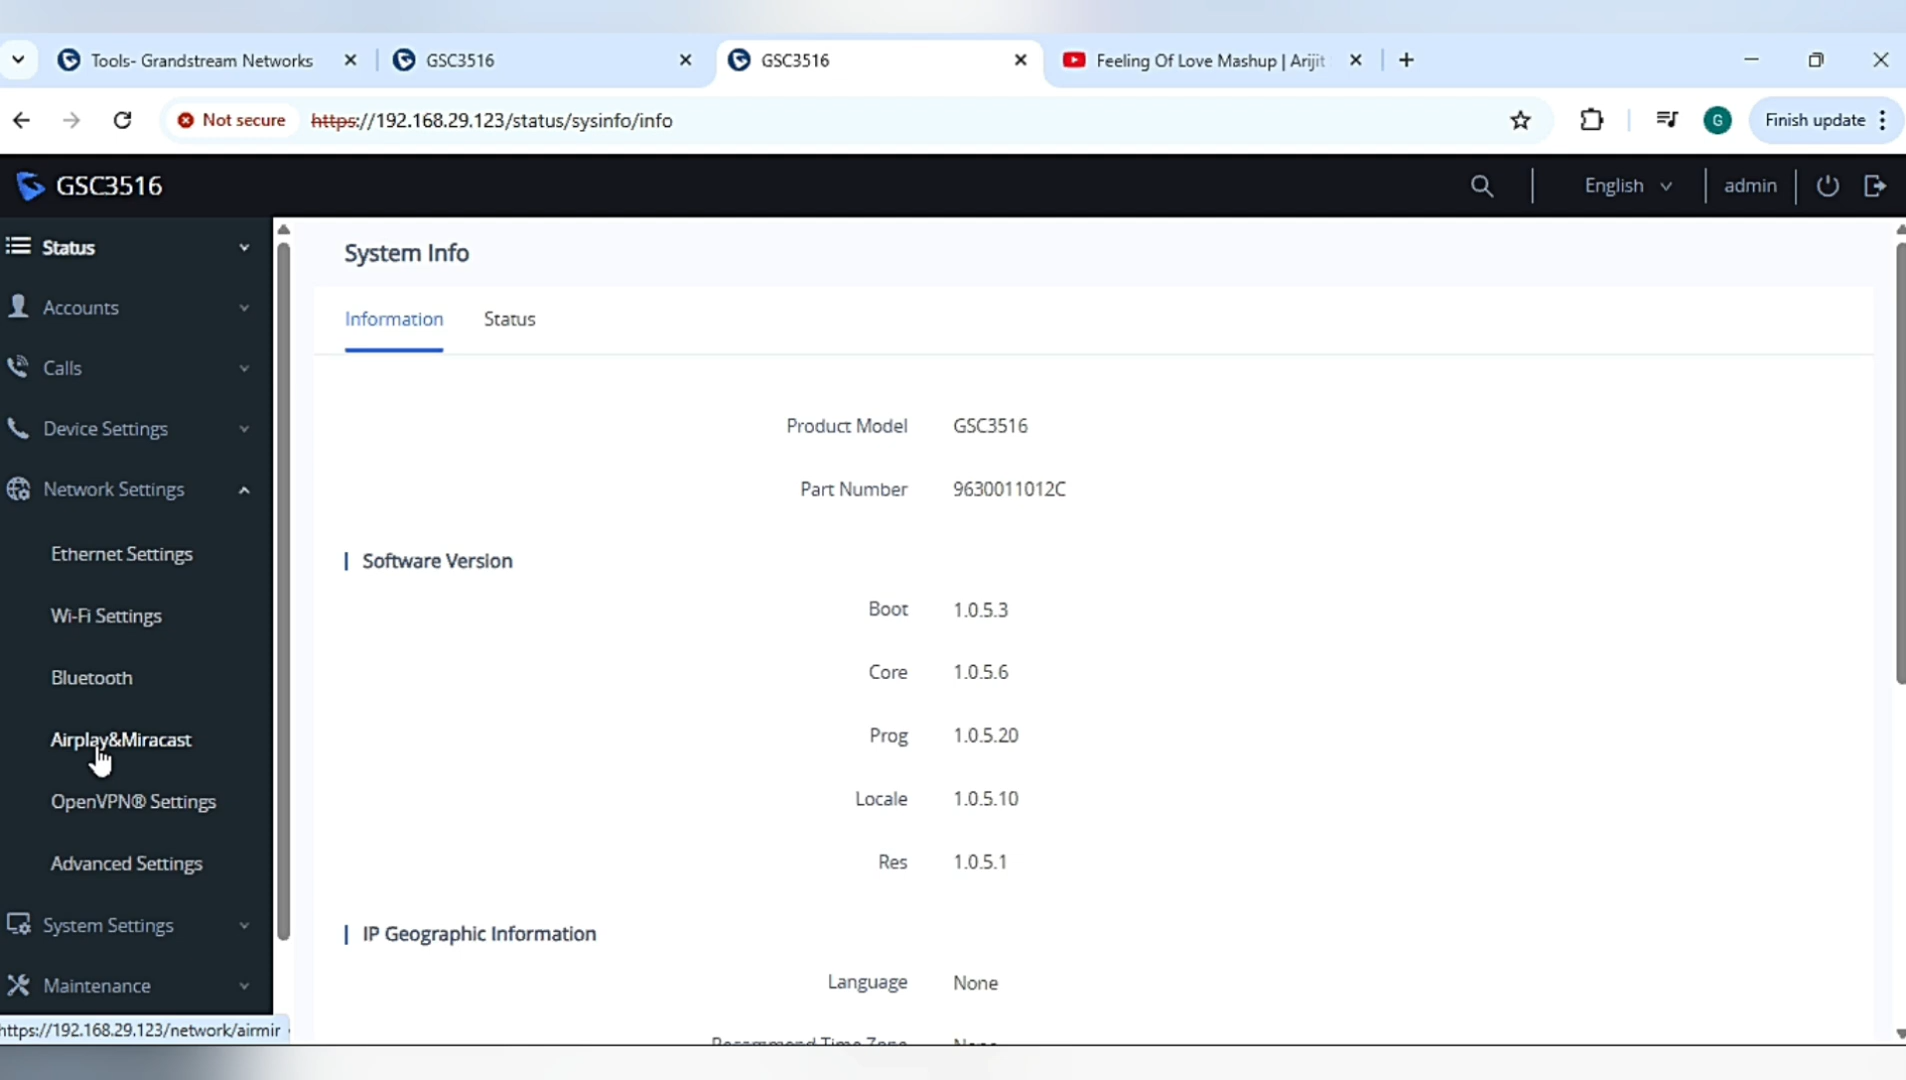 Tools- Grandstream Networks
GSC3516
GSC3516
Feeling Of Love Mashup | Arijit
Not secure
https://192.168.29.123/status/sysinfo/info
G
Finish update
GSC3516
English
admin
Status
Accounts
Calls
Device Settings
Network Settings
Ethernet Settings
Wi-Fi Settings
Bluetooth
Airplay&Miracast
OpenVPN® Settings
Advanced Settings
System Settings
Maintenance
https://192.168.29.123/network/airmir
System Info
Information Status
Product Model GSC3516
Part Number 9630011012C
Software Version
Boot 1.0.5.3
Core 1.0.5.6
Prog 1.0.5.20
Locale 1.0.5.10
Res 1.0.5.1
IP Geographic Information
Language None
Recommend Time Zone None